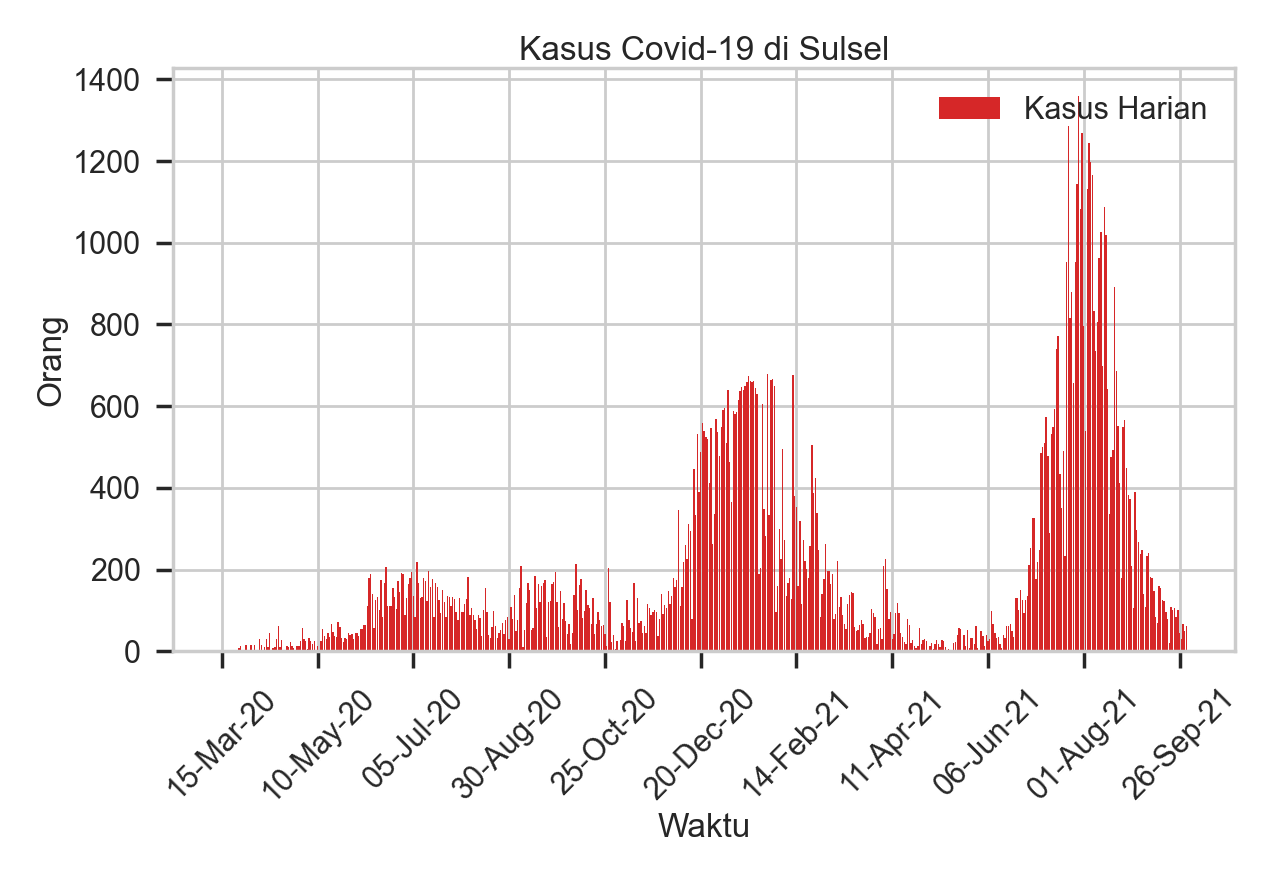 Kasus Covid-19 di Sulsel
Kasus Harian
1400
1200
1000
800
600
400
200
0
Orang
15-Mar-20
10-May-20
05-Jul-20
30-Aug-20
25-Oct-20
20-Dec-20
14-Feb-21
11-Apr-21
06-Jun-21
01-Aug-21
26-Sep-21
Waktu